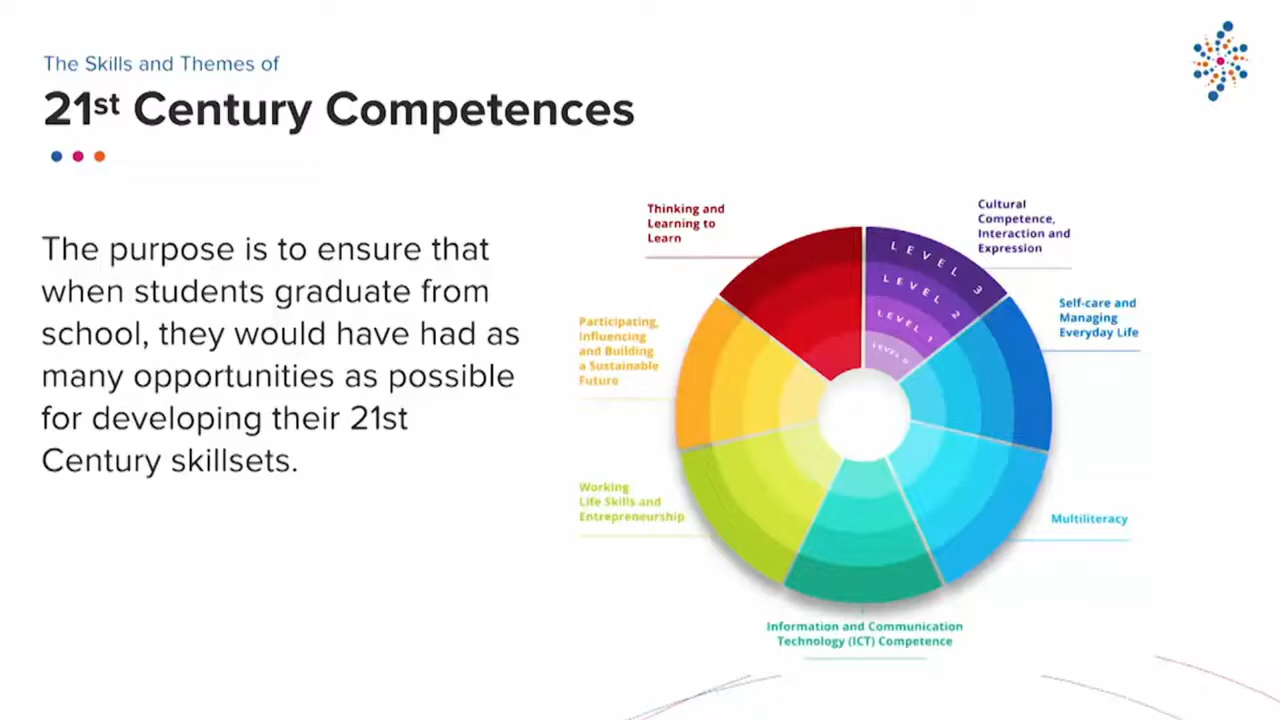 The Skills and Themes of
21st Century Competences
The purpose is to ensure that
when students graduate from
school, they would have had as
many opportunities as possible
for developing their 21st
Century skillsets.
Thinking and
Learning to
Learn
Cultural
Competence,
Interaction and
Expression
LEVEL 3
LEVEL 2
LEVEL 1
LEVEL 0
Self-care and
Managing
Everyday Life
Participating,
Influencing
and Building
a Sustainable
Future
Working
Life Skills and
Entrepreneurship
Multiliteracy
Information and Communication
Technology (ICT) Competence